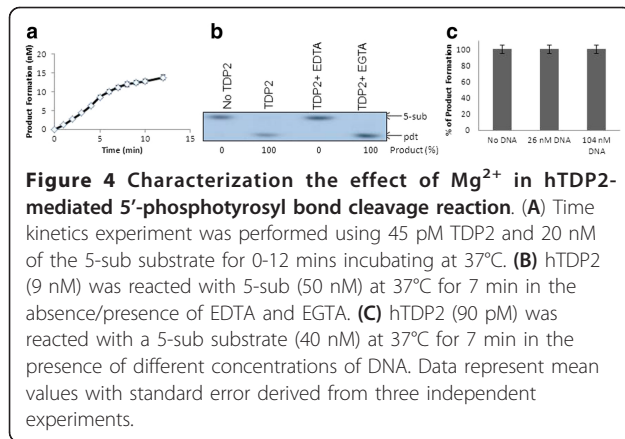 a
Product Formation (nM)
20
15
10
5
0
0 5 10 15
Time (min)
b
No TDP2
TDP2
TDP2+ EDTA
TDP2+ EGTA
5-sub
pdt
0 100 0 100 Product (%)
c
% of Product Formation
100
80
60
40
20
0
No DNA 26 nM DNA 104 nM
DNA
Figure 4 Characterization the effect of Mg²⁺ in hTDP2-
mediated 5’-phosphotyrosyl bond cleavage reaction. (A) Time
kinetics experiment was performed using 45 pM TDP2 and 20 nM
of the 5-sub substrate for 0-12 mins incubating at 37°C. (B) hTDP2
(9 nM) was reacted with 5-sub (50 nM) at 37°C for 7 min in the
absence/presence of EDTA and EGTA. (C) hTDP2 (90 pM) was
reacted with a 5-sub substrate (40 nM) at 37°C for 7 min in the
presence of different concentrations of DNA. Data represent mean
values with standard error derived from three independent
experiments.